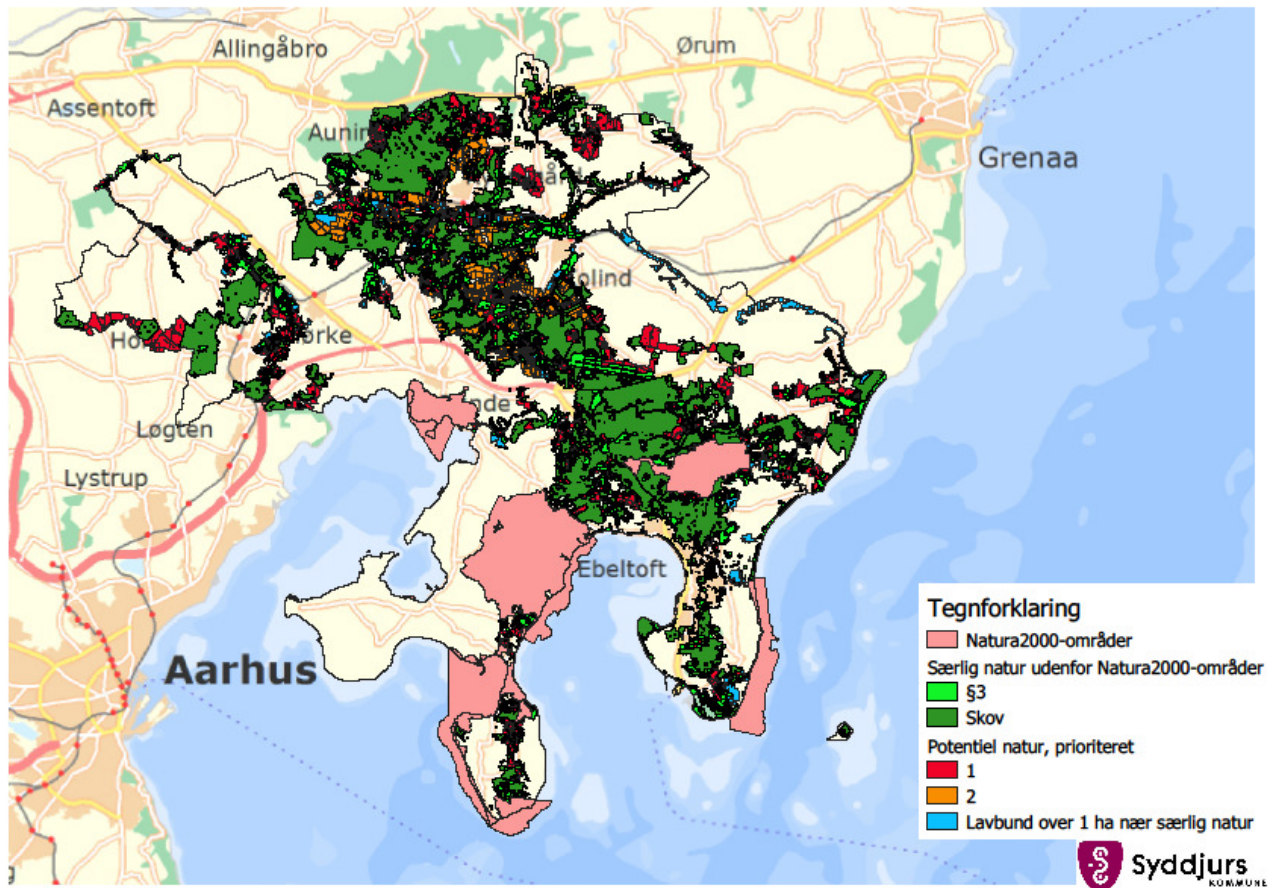 Allingåbro
Ørum
Assentoft
Grenaa
Løgten
Lystrup
Ebeltoft
Aarhus
Tegnforklaring
Natura2000-områder
Særlig natur udenfor Natura2000-områder
§3
Skov
Potentiel natur, prioriteret
1
2
Lavbund over 1 ha nær særlig natur
Syddjurs
KOMMUNE